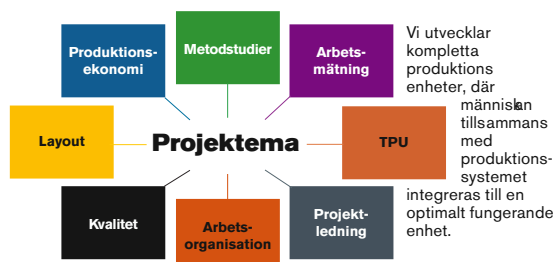 Produktions-
ekonomi
Metodstudier
Arbets-
mätning
Layout
Projektema
TPU
Kvalitet
Arbets-
organisation
Projekt-
ledning
Vi utvecklar
kompletta
produktions
enheter, där
människan
tillsammans
med
produktions-
systemet
integreras till en
optimalt fungerande
enhet.